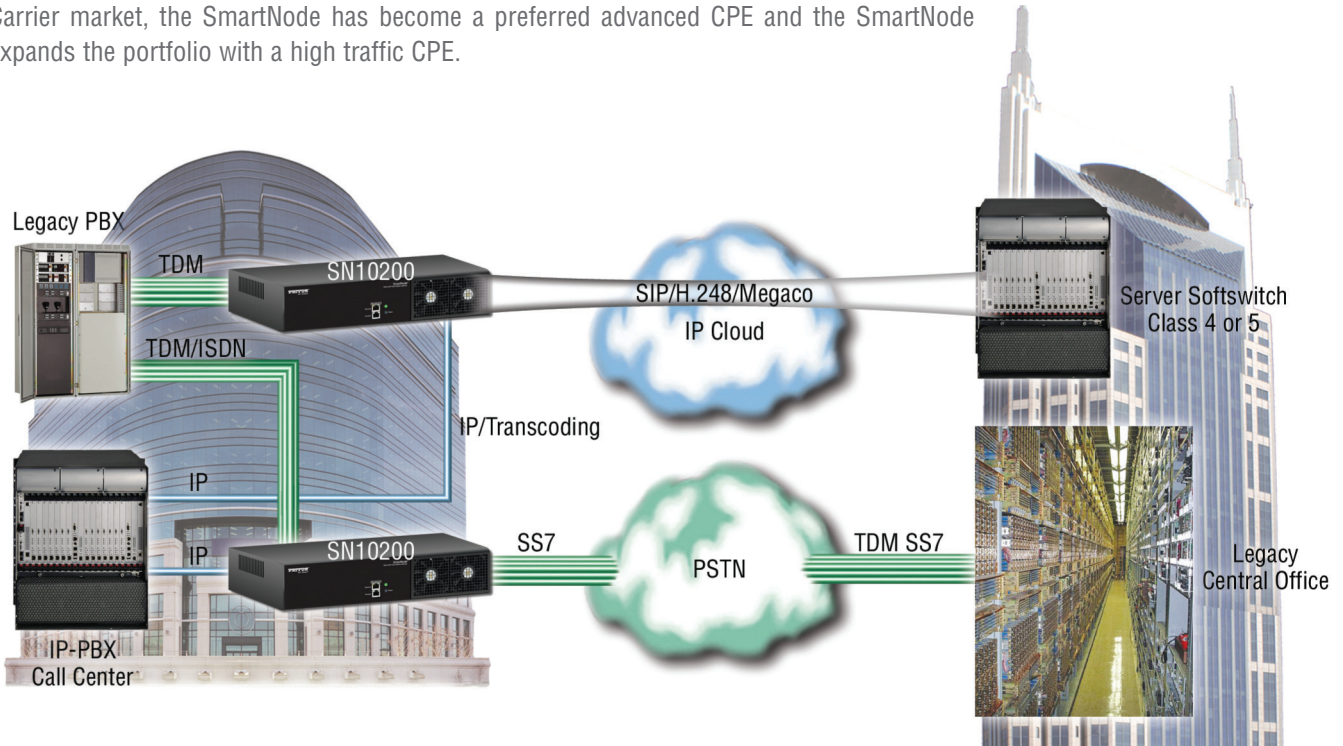 Carrier market, the SmartNode has become a preferred advanced CPE and the SmartNode
xpands the portfolio with a high traffic CPE.
Legacy PBX
TDM
SN10200
SIP/H.248/Megaco
IP Cloud
Server Softswitch
Class 4 or 5
TDM/ISDN
IP/Transcoding
IP
IP
SN10200
SS7
PSTN
TDM SS7
Legacy
Central Office
IP-PBX
Call Center